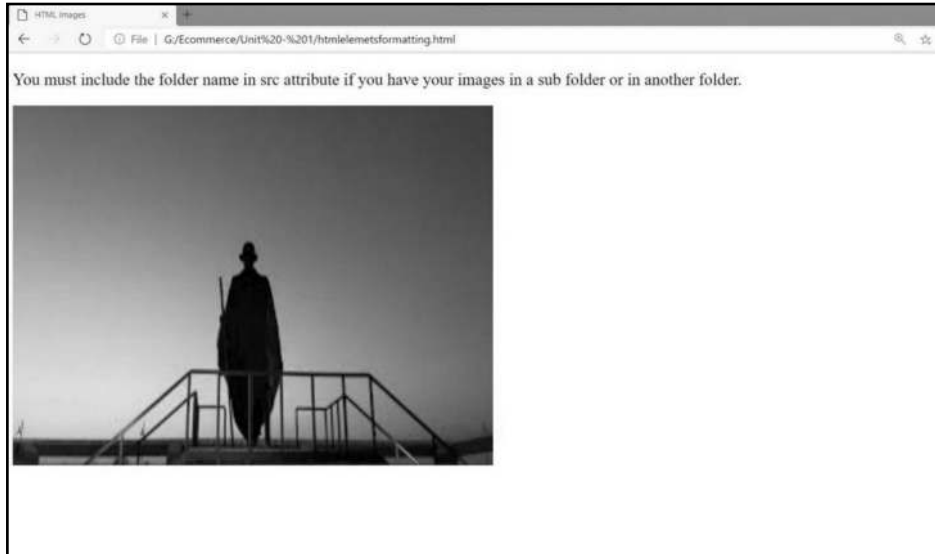 HTML images
File | G:/Ecommerce/Unit%20-%201/htmlelemetsformatting.html
You must include the folder name in src attribute if you have your images in a sub folder or in another folder.